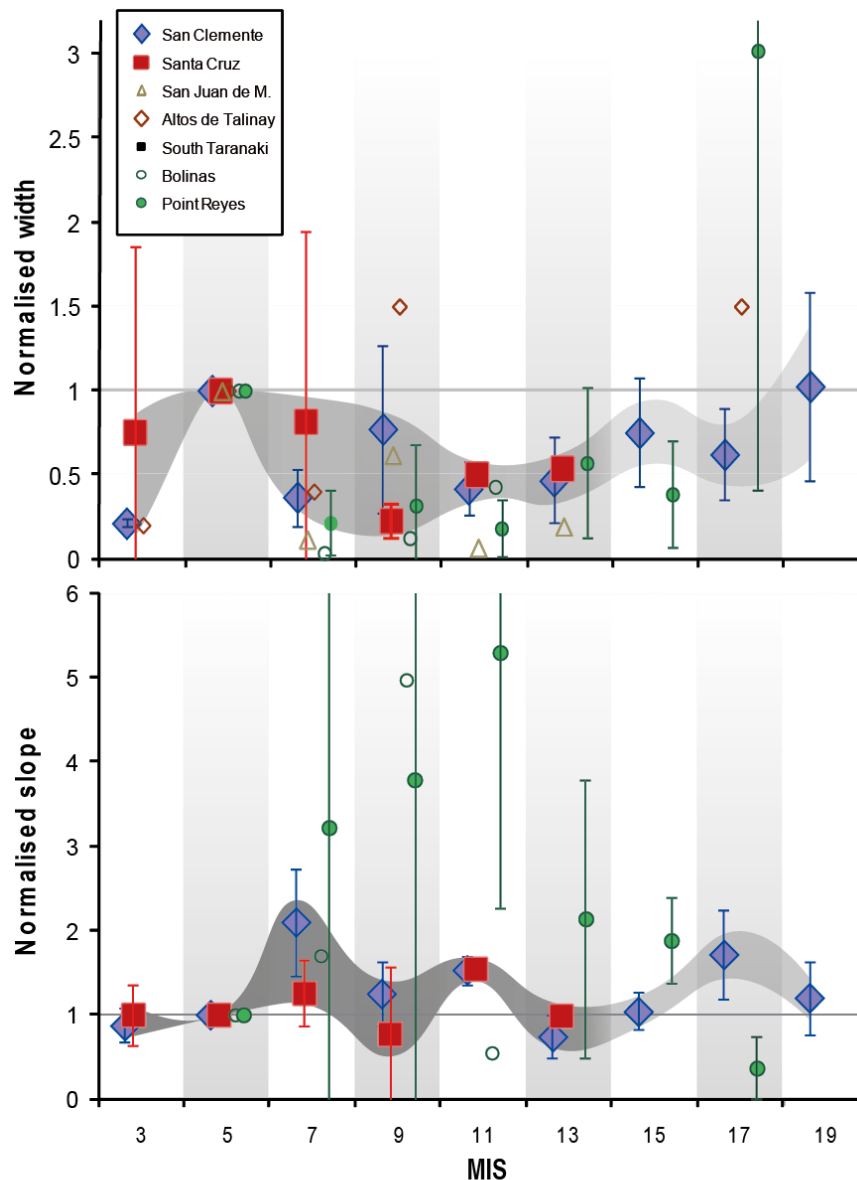 San Clemente
Santa Cruz
San Juan de M.
Altos de Talinay
South Taranaki
Bolinas
Point Reyes
Normalised width
3
2.5
2
1.5
1
0.5
0
Normalised slope
6
5
4
3
2
1
0
3 5 7 9 11 13 15 17 19
MIS